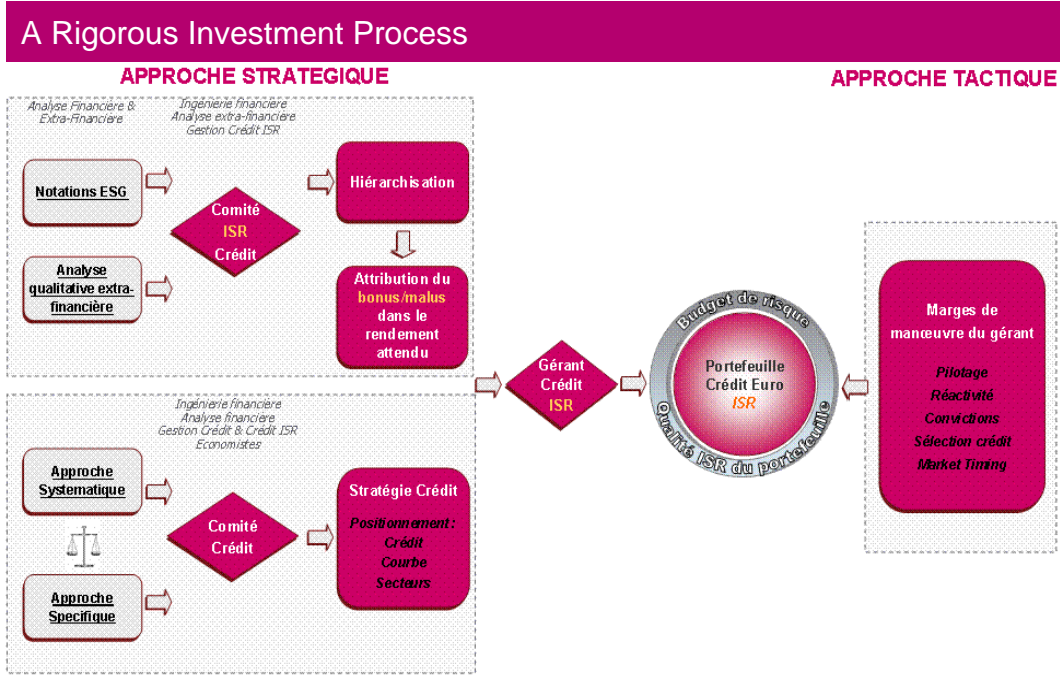 A Rigorous Investment Process
APPROCHE STRATEGIQUE
APPROCHE TACTIQUE
Analyse Financière &
Extra-Financière
Ingénierie financière
Analyse extra-financière
Gestion Crédit ISR
Notations ESG
Analyse
qualitative extra-
financière
Comité
ISR
Crédit
Hiérarchisation
Attribution du
bonus/malus
dans le
rendement
attendu
Ingénierie financière
Analyse financière
Gestion Crédit & Crédit ISR
Economistes
Approche
Systematique
Approche
Specifique
Comité
Crédit
Stratégie Crédit
Positionnement :
Crédit
Courbe
Secteurs
Gérant
Crédit
ISR
Budget de risque
Portefeuille
Crédit Euro
ISR
Qualité ISR du portefeuille
Marges de
manœuvre du gérant
Pilotage
Réactivité
Convictions
Sélection crédit
Market Timing